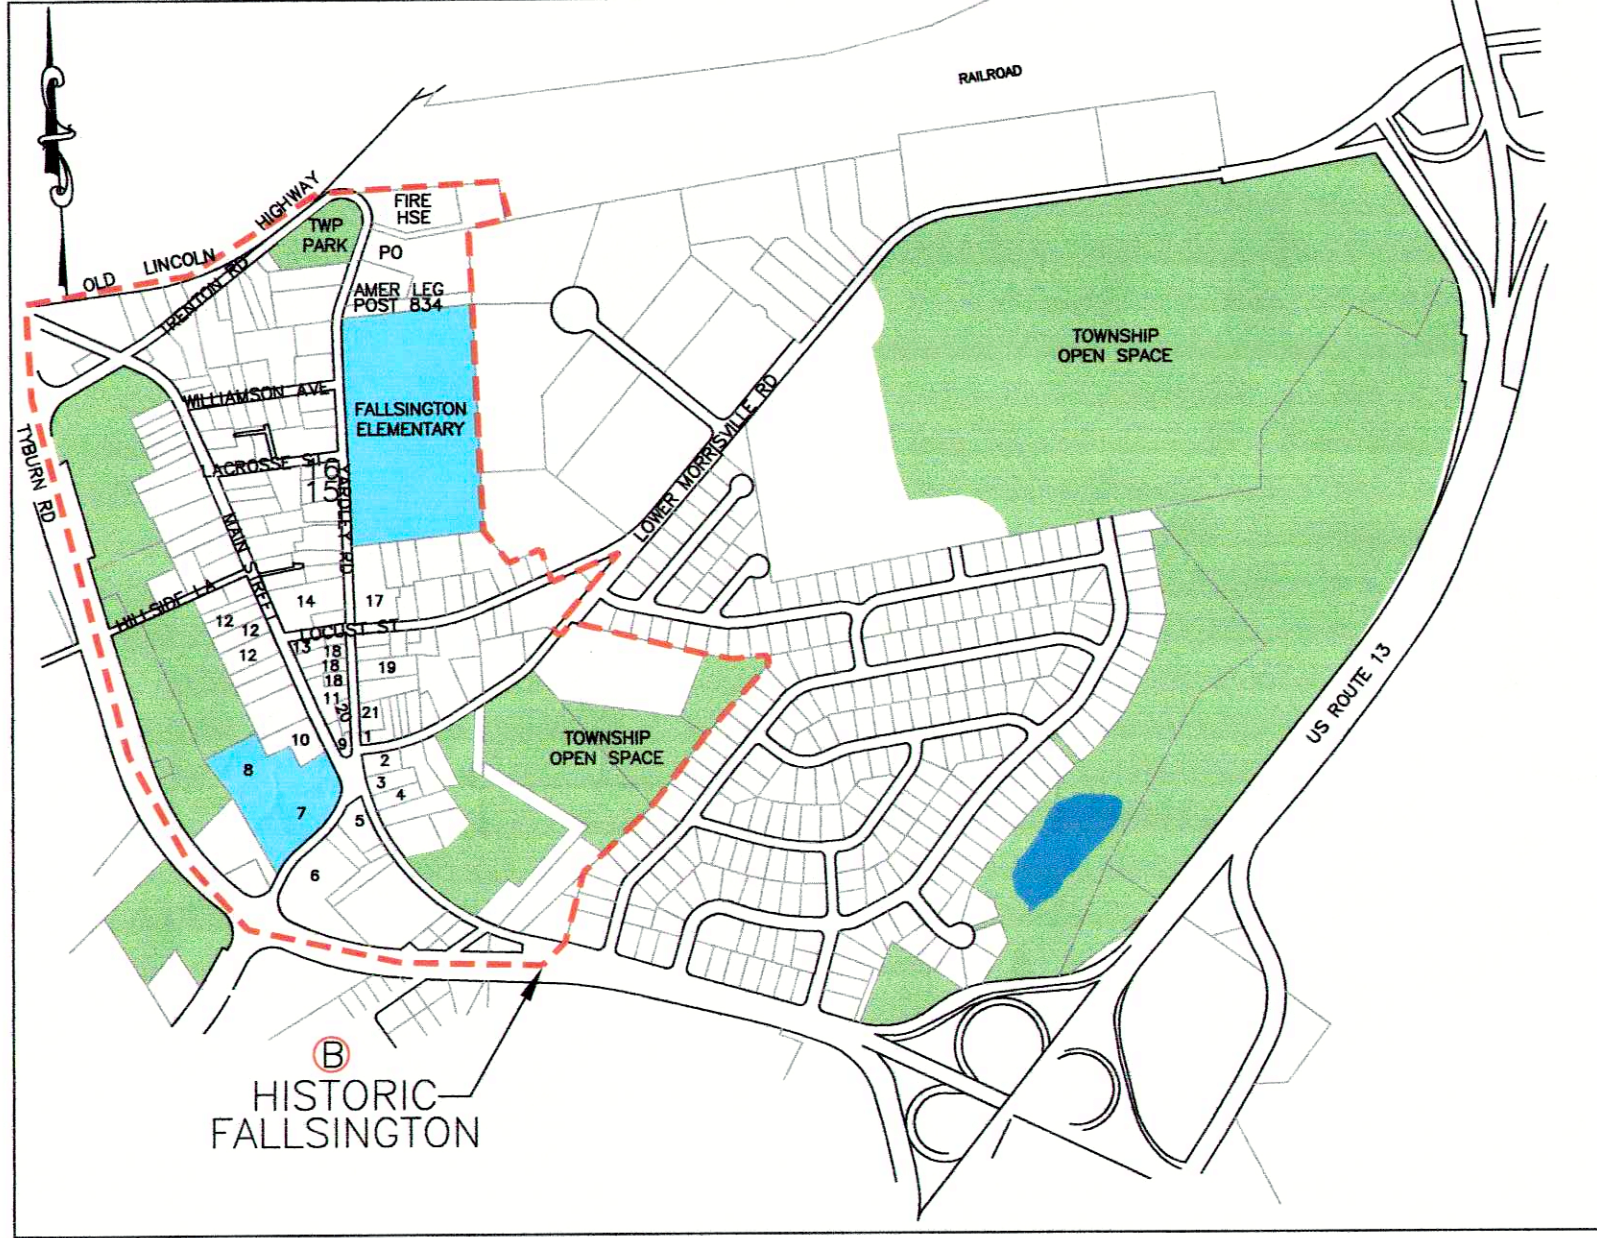 RAILROAD
FIRE
HSE
HIGHWAY
TWP
PARK
PO
LINCOLN
OLD
TRENTON RD
AMER LEG
POST 834
TOWNSHIP
OPEN SPACE
WILLIAMSON AVE
FALLSINGTON
ELEMENTARY
LOWER MORRISVILLE RD
TYBURN RD
LACROSSE ST
16
15
YARDLEY RD
MAIN STREET
HILLSIDE LA
14
17
12
12
12
LOCUST ST
13
18
18
18
19
11
20
21
10
9
1
TOWNSHIP
OPEN SPACE
US ROUTE 13
8
2
3
4
7
5
6
B
HISTORIC
FALLSINGTON